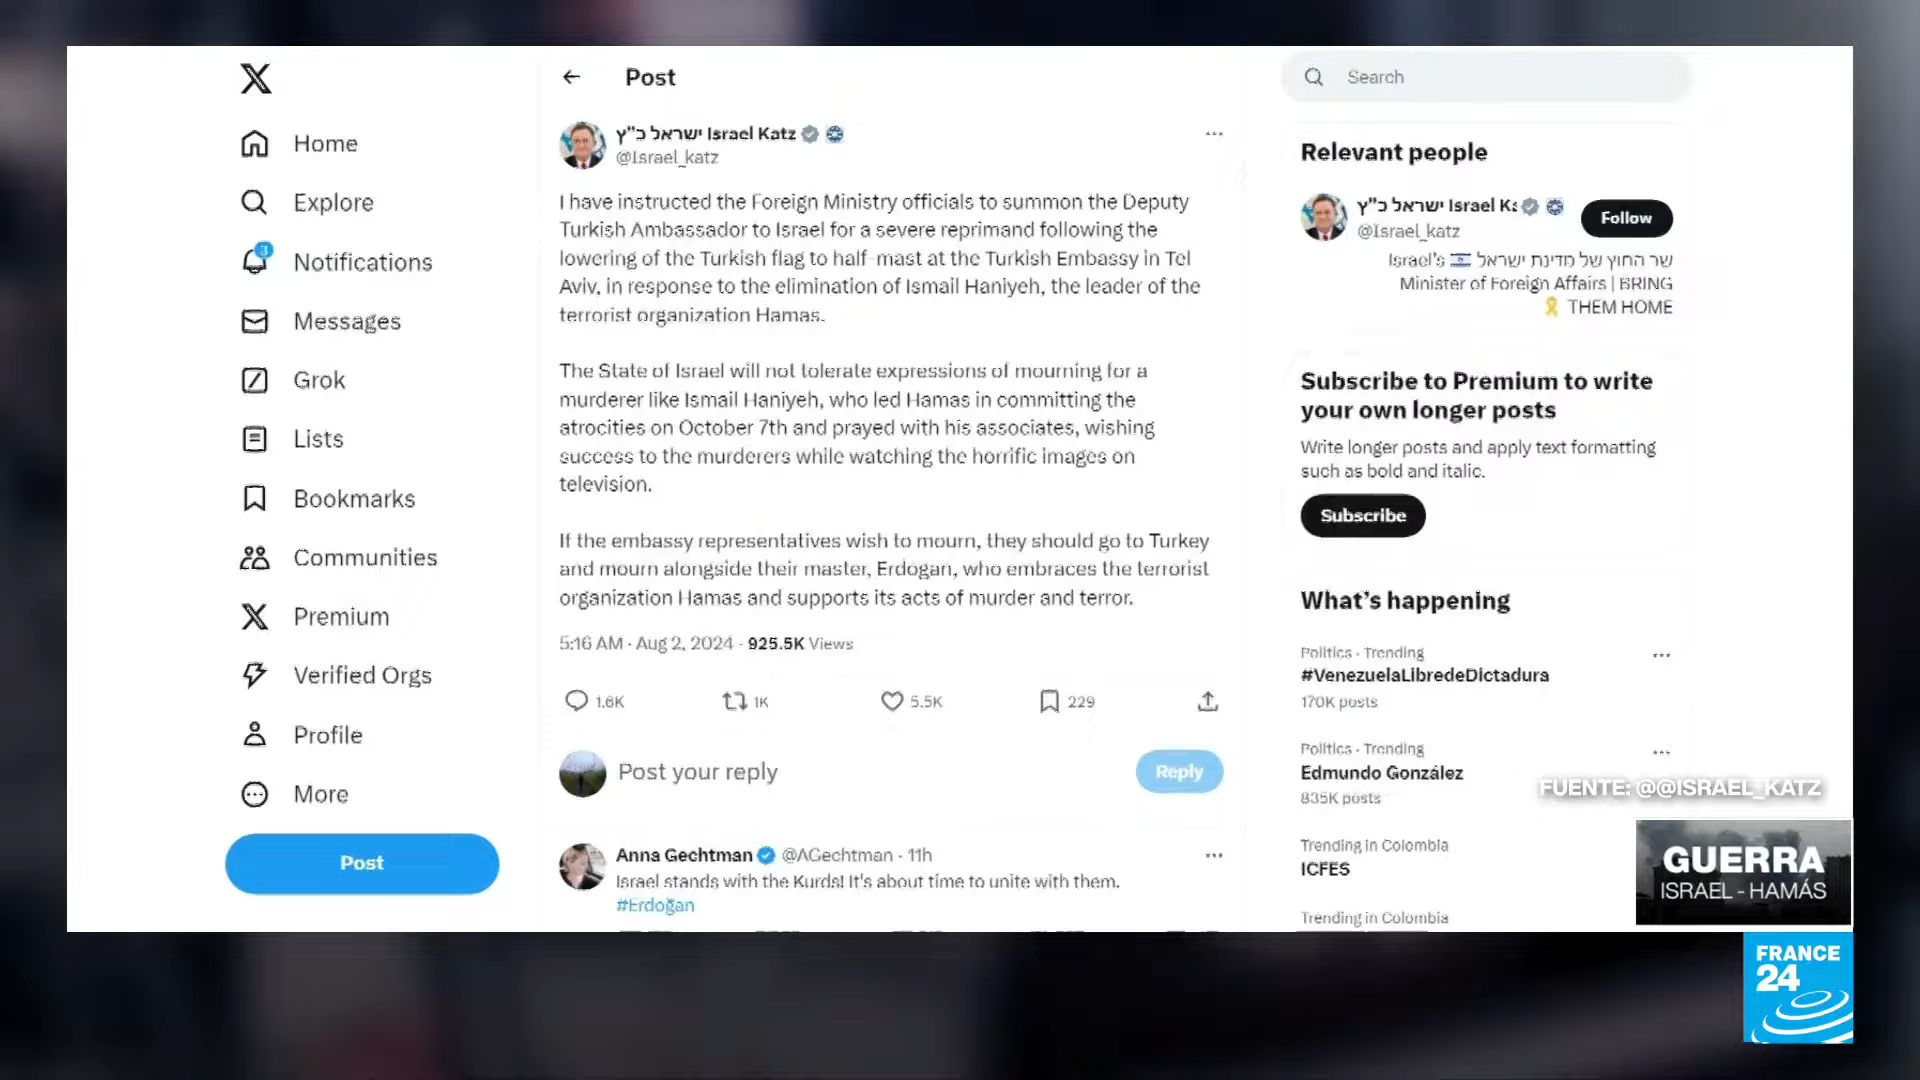 Home
Explore
3
Notifications
Messages
Grok
Lists
Bookmarks
Communities
Premium
Verified Orgs
Profile
More
Post
Post
ישראל כ"ץ Israel Katz
@Israel_katz
I have instructed the Foreign Ministry officials to summon the Deputy
Turkish Ambassador to Israel for a severe reprimand following the
lowering of the Turkish flag to half-mast at the Turkish Embassy in Tel
Aviv, in response to the elimination of Ismail Haniyeh, the leader of the
terrorist organization Hamas.
The State of Israel will not tolerate expressions of mourning for a
murderer like Ismail Haniyeh, who led Hamas in committing the
atrocities on October 7th and prayed with his associates, wishing
success to the murderers while watching the horrific images on
television.
If the embassy representatives wish to mourn, they should go to Turkey
and mourn alongside their master, Erdogan, who embraces the terrorist
organization Hamas and supports its acts of murder and terror.
5:16 AM · Aug 2, 2024 · 925.5K Views
1.6K 1K 5.5K 229
Post your reply
Reply
Anna Gechtman @AGechtman · 11h
Israel stands with the Kurds! It's about time to unite with them.
#Erdoğan
Search
Relevant people
ישראל כ"ץ Israel Ka
@Israel_katz
Follow
שר החוץ של מדינת ישראל Israel's
Minister of Foreign Affairs | BRING
THEM HOME
Subscribe to Premium to write
your own longer posts
Write longer posts and apply text formatting
such as bold and italic.
Subscribe
What's happening
Politics · Trending
#VenezuelaLibredeDictadura
170K posts
Politics · Trending
Edmundo González
835K posts
Trending in Colombia
ICFES
Trending in Colombia
FUENTE: @@ISRAEL_KATZ
GUERRA
ISRAEL - HAMÁS
FRANCE
24